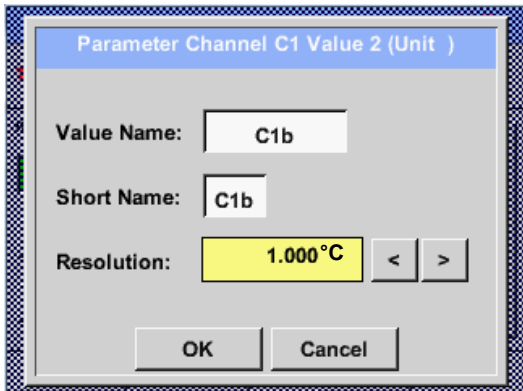 Parameter Channel C1 Value 2 (Unit )
Value Name: C1b
Short Name: C1b
Resolution: 1.000°C < >
OK Cancel